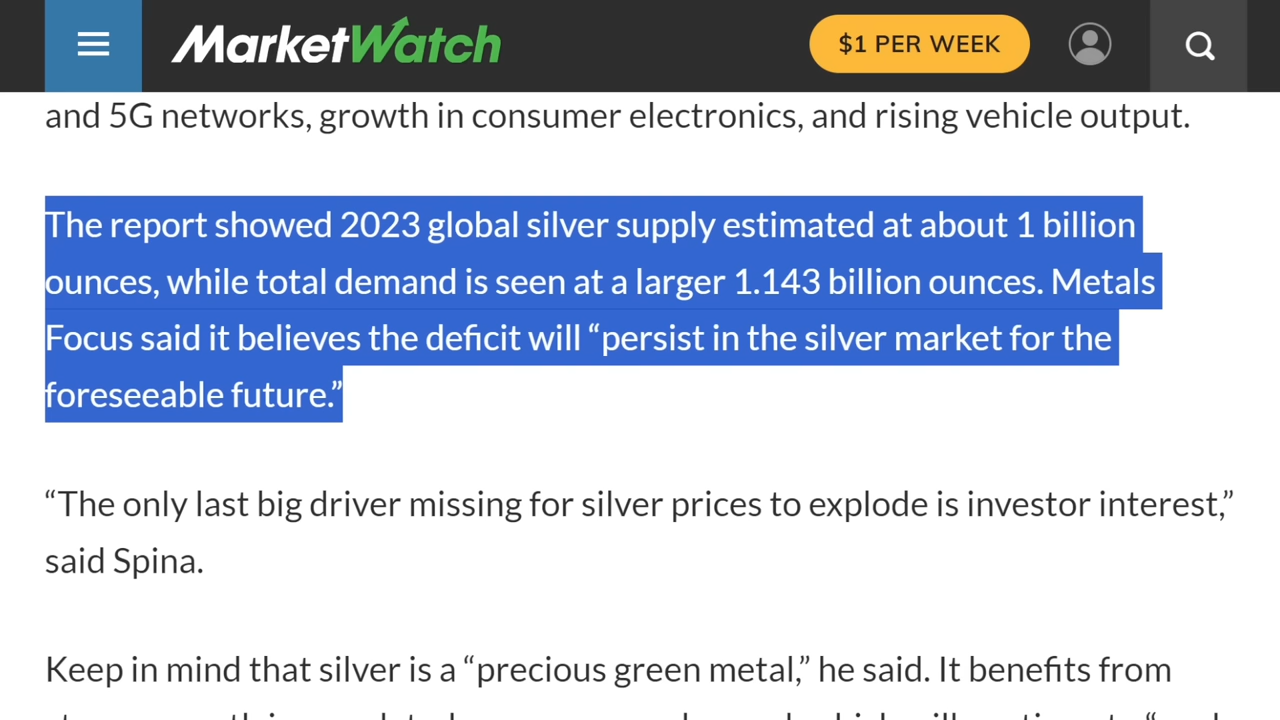 MarketWatch
$1 PER WEEK
and 5G networks, growth in consumer electronics, and rising vehicle output.
The report showed 2023 global silver supply estimated at about 1 billion
ounces, while total demand is seen at a larger 1.143 billion ounces. Metals
Focus said it believes the deficit will “persist in the silver market for the
foreseeable future.”
“The only last big driver missing for silver prices to explode is investor interest,”
said Spina.
Keep in mind that silver is a “precious green metal,” he said. It benefits from